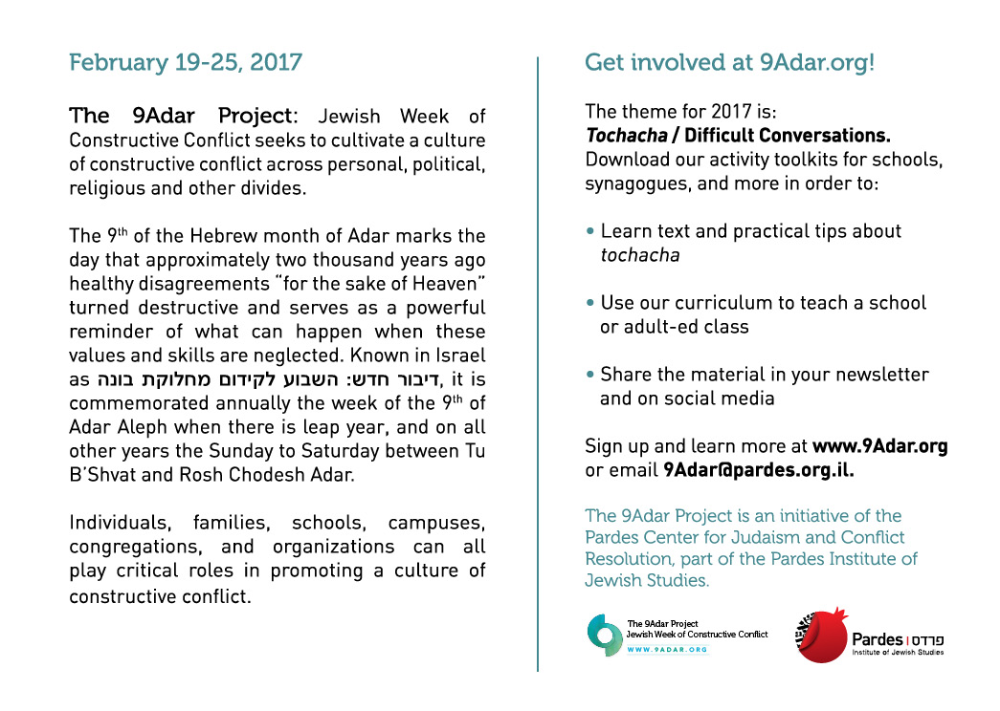 February 19-25, 2017
The 9Adar Project: Jewish Week of
Constructive Conflict seeks to cultivate a culture
of constructive conflict across personal, political,
religious and other divides.
The 9th of the Hebrew month of Adar marks the
day that approximately two thousand years ago
healthy disagreements “for the sake of Heaven”
turned destructive and serves as a powerful
reminder of what can happen when these
values and skills are neglected. Known in Israel
as דיבור חדש: השבוע לקידום מחלוקת בונה, it is
commemorated annually the week of the 9th of
Adar Aleph when there is leap year, and on all
other years the Sunday to Saturday between Tu
B’Shvat and Rosh Chodesh Adar.
Individuals, families, schools, campuses,
congregations, and organizations can all
play critical roles in promoting a culture of
constructive conflict.
Get involved at 9Adar.org!
The theme for 2017 is:
Tochacha / Difficult Conversations.
Download our activity toolkits for schools,
synagogues, and more in order to:
• Learn text and practical tips about
tochacha
• Use our curriculum to teach a school
or adult-ed class
• Share the material in your newsletter
and on social media
Sign up and learn more at www.9Adar.org
or email 9Adar@pardes.org.il.
The 9Adar Project is an initiative of the
Pardes Center for Judaism and Conflict
Resolution, part of the Pardes Institute of
Jewish Studies.
The 9Adar Project
Jewish Week of Constructive Conflict
WWW.9ADAR.ORG
Pardes | פרדס
Institute of Jewish Studies